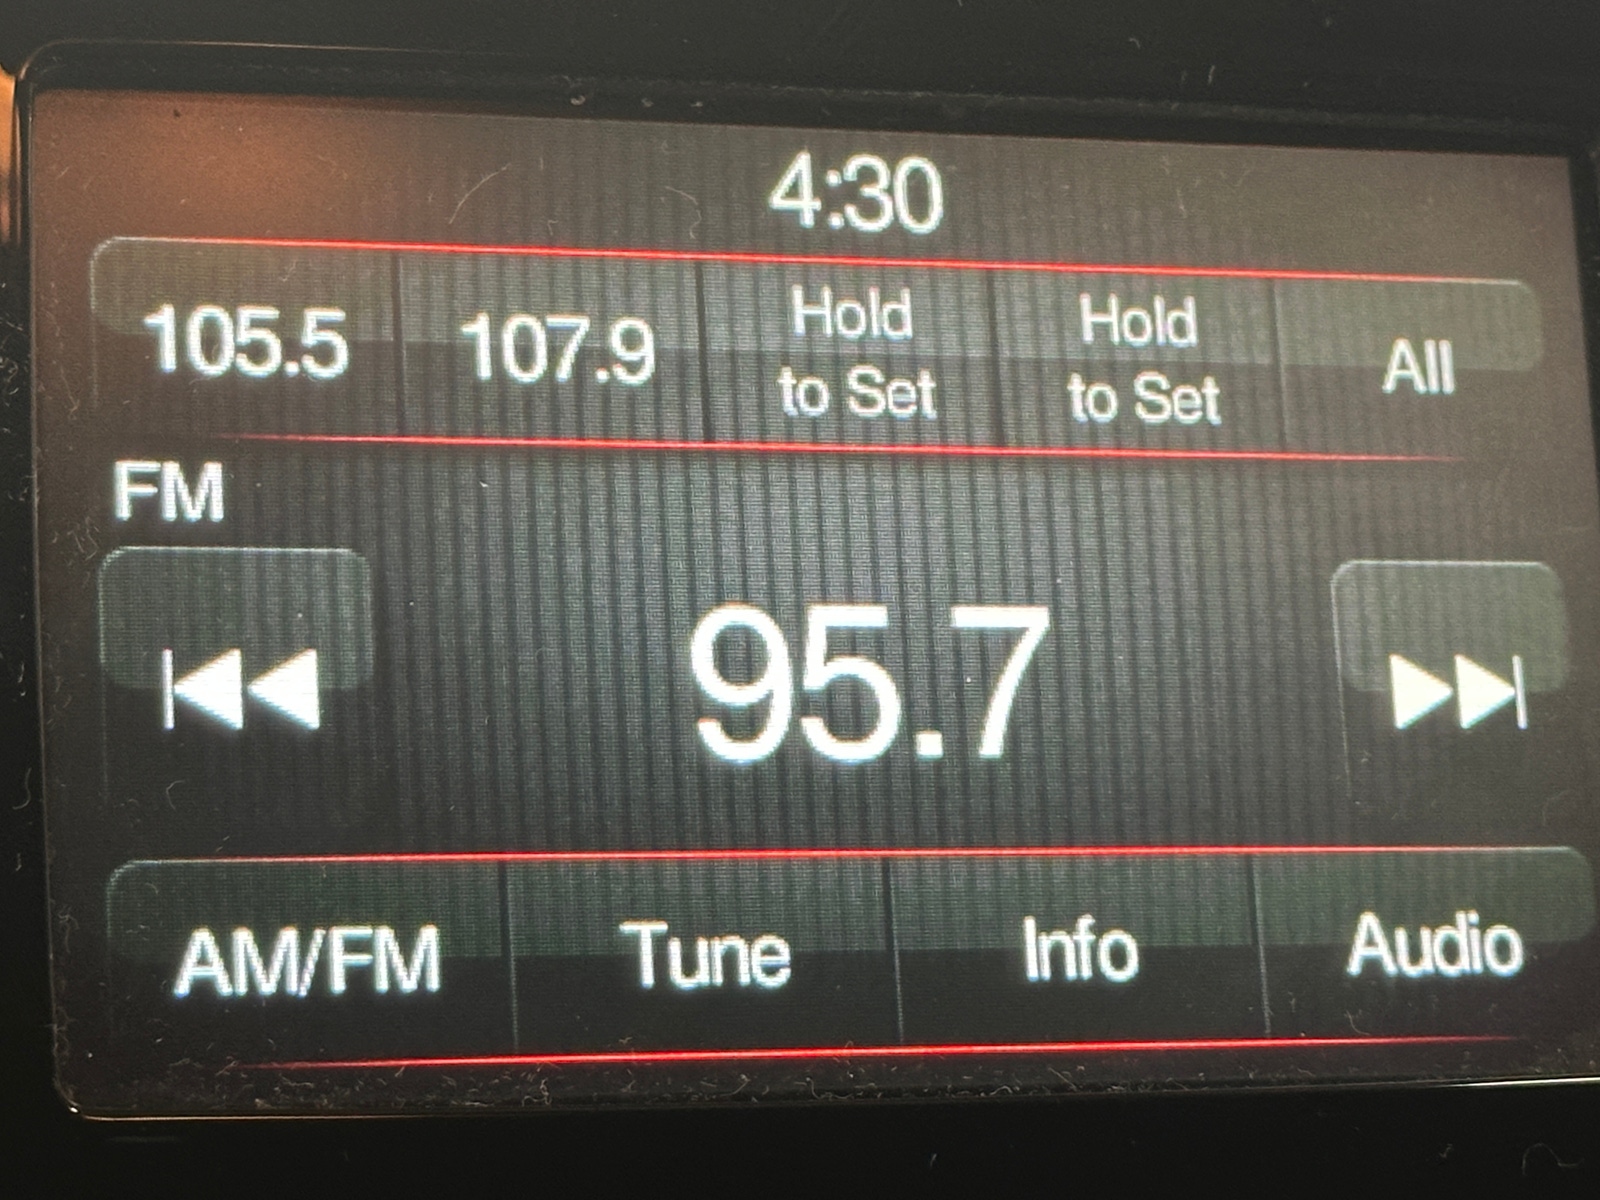 4:30
105.5 107.9 Hold to Set Hold to Set All
FM
95.7
AM/FM Tune Info Audio